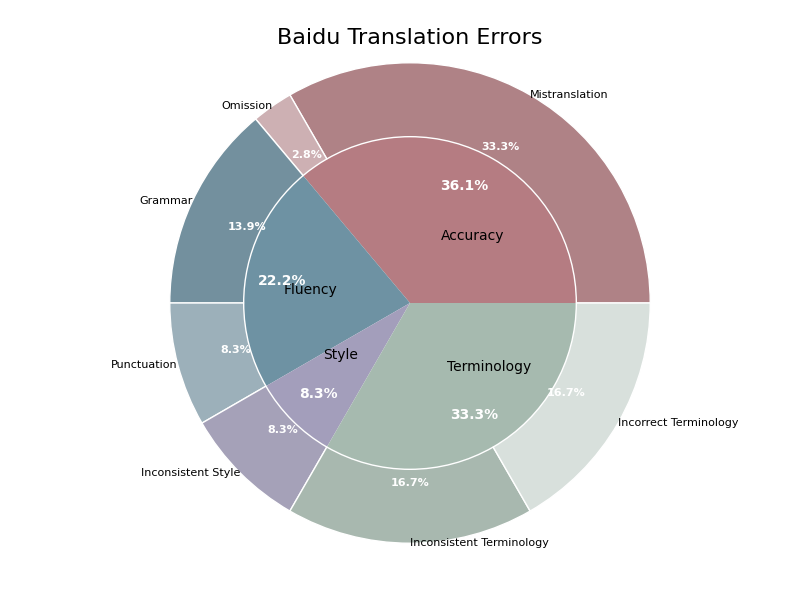 Baidu Translation Errors
Mistranslation
Omission
33.3%
2.8%
36.1%
Grammar
13.9%
Accuracy
22.2%
Fluency
8.3%
Style
Punctuation
Terminology
8.3%
16.7%
33.3%
Incorrect Terminology
8.3%
Inconsistent Style
16.7%
Inconsistent Terminology